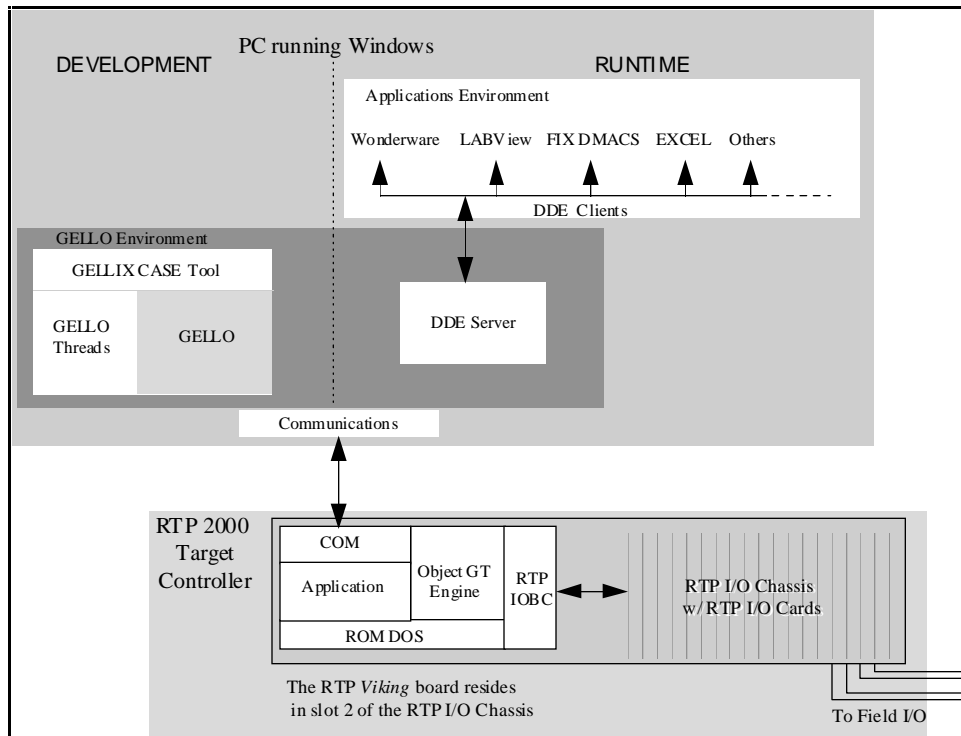 PC running Windows
DEVELOPMENT
RUNTIME
Applications Environment
Wonderware LABView FIX DMACS EXCEL Others
DDE Clients
GELLO Environment
GELLIX CASE Tool
GELLO
Threads
GELLO
DDE Server
Communications
RTP 2000
Target
Controller
COM
Application
Object GT
Engine
RTP
IOBC
ROM DOS
RTP I/O Chassis
w/ RTP I/O Cards
The RTP Viking board resides
in slot 2 of the RTP I/O Chassis
To Field I/O